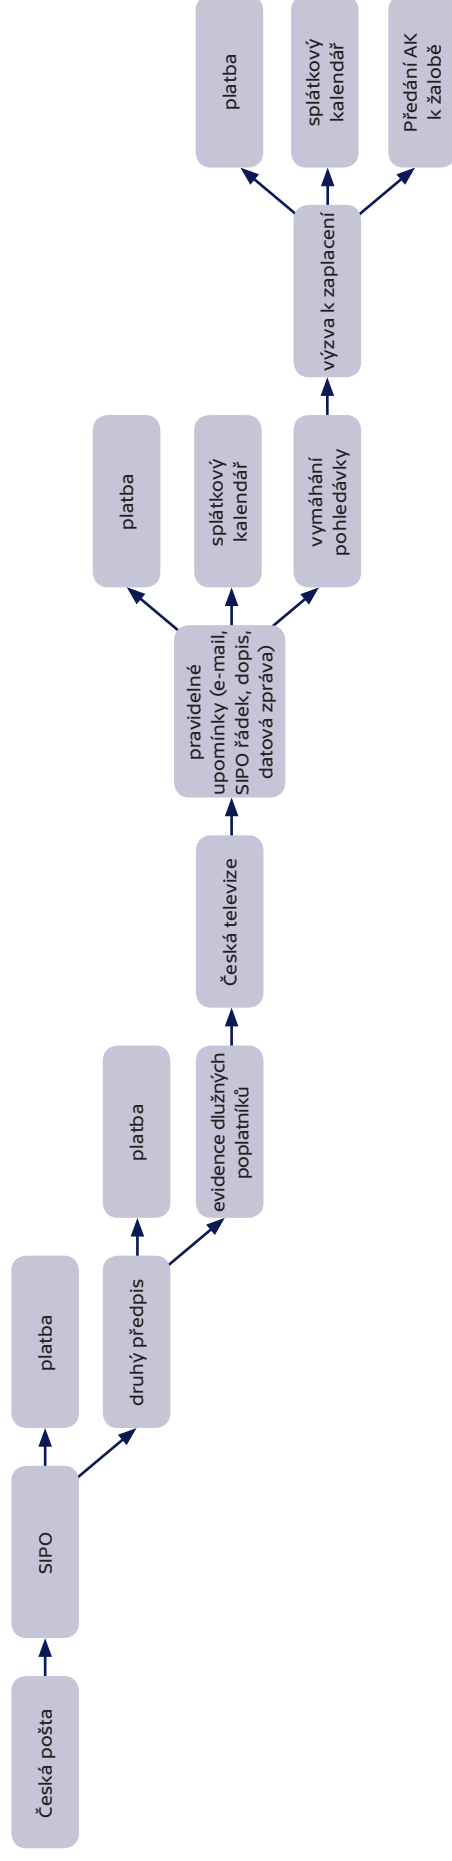 Česká pošta
SIPO
platba
druhý předpis
platba
evidence dlužných
poplatníků
Česká televize
pravidelné
upomínky (e-mail,
SIPO řádek, dopis,
datová zpráva)
platba
splátkový
kalendář
vymáhání
pohledávky
výzva k zaplacení
platba
splátkový
kalendář
Předání AK
k žalobě